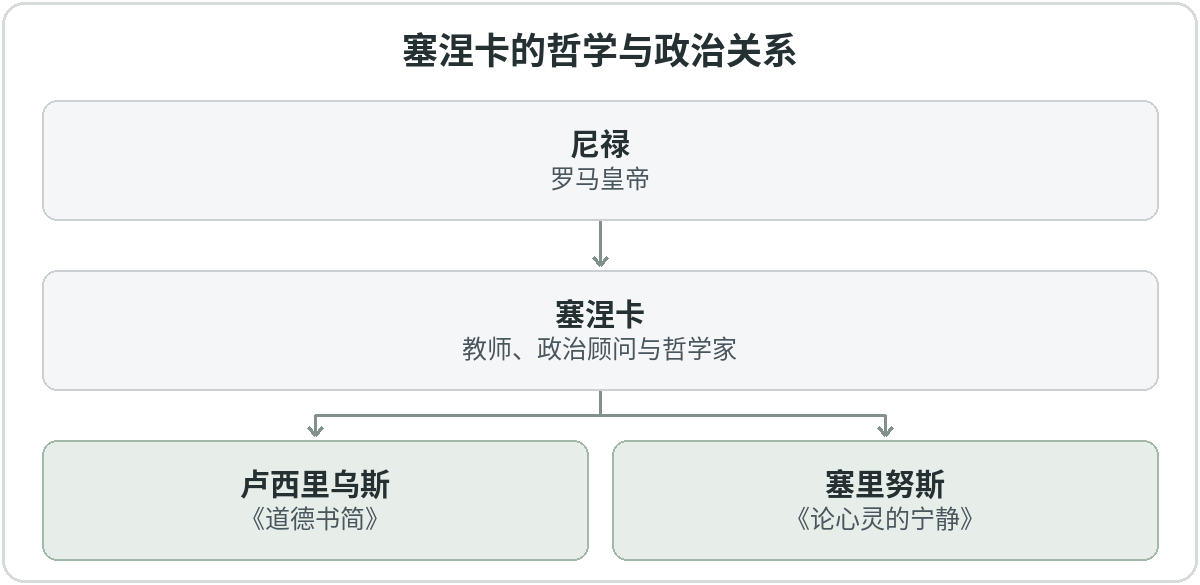 塞涅卡的哲学与政治关系
尼禄
罗马皇帝
塞涅卡
教师、政治顾问与哲学家
卢西里乌斯
《道德书简》
塞里努斯
《论心灵的宁静》